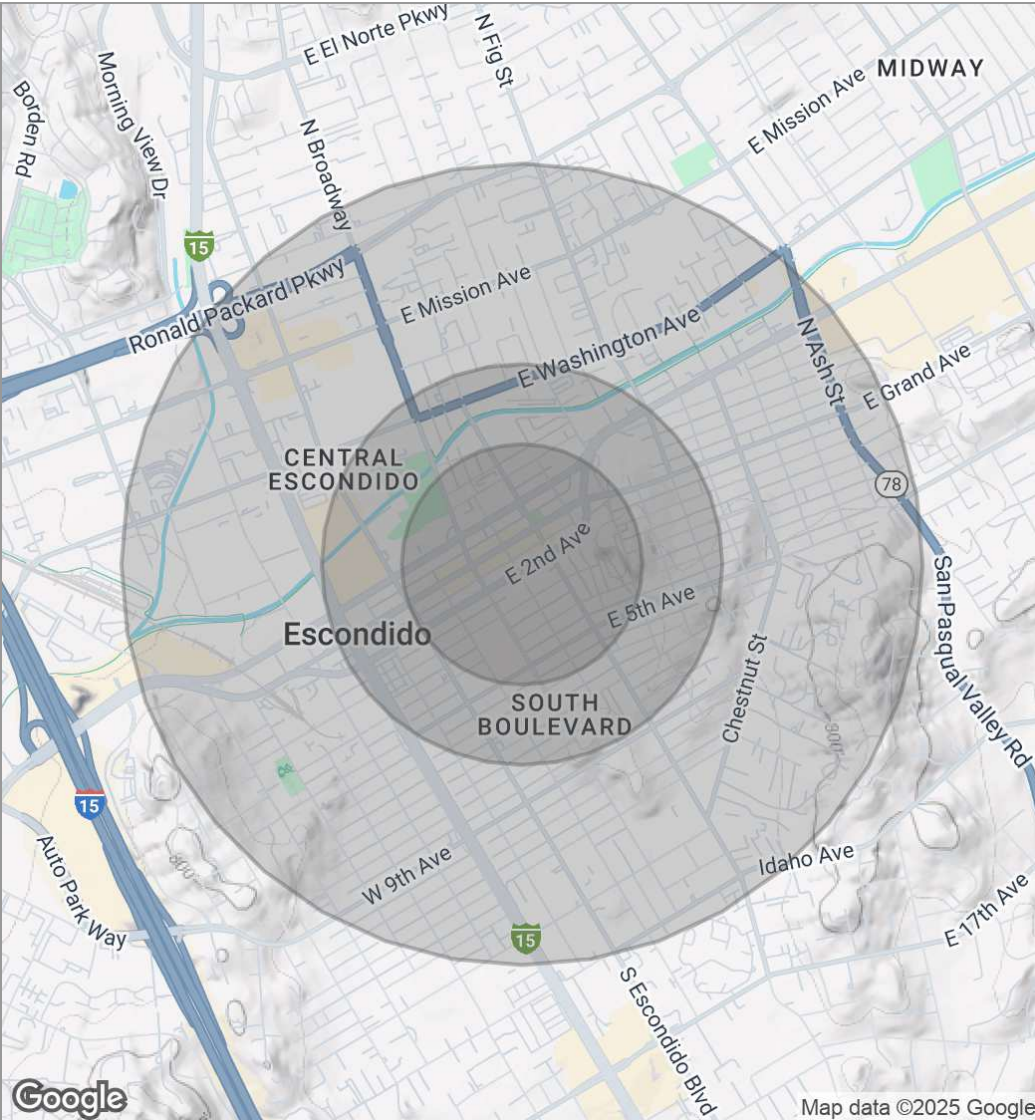 E El Norte Pkwy
N Fig St
MIDWAY
Morning View Dr
Borden Rd
E Mission Ave
N Broadway
15
Ronald Packard Pkwy
E Mission Ave
E Washington Ave
N Ash St
E Grand Ave
CENTRAL
ESCONDIDO
78
E 2nd Ave
E 5th Ave
Escondido
San Pasqual Valley Rd
SOUTH
BOULEVARD
Chestnut St
800'
15
800'
Auto Park Way
W 9th Ave
Idaho Ave
E 17th Ave
15
S Escondido Blvd
Google
Map data ©2025 Google